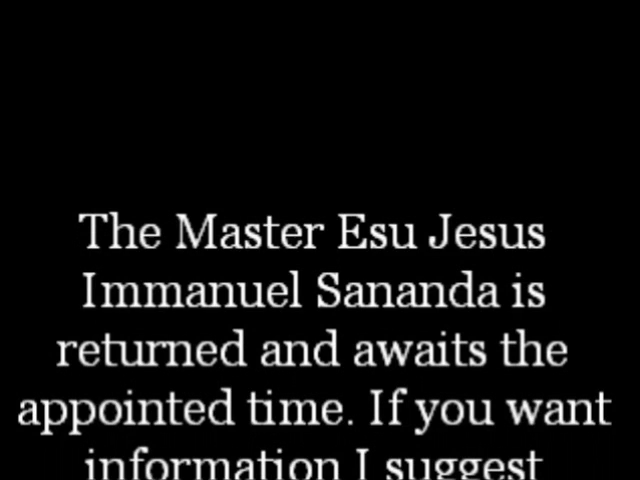 The Master Esu Jesus
Immanuel Sananda is
returned and awaits the
appointed time. If you want
information I suggest